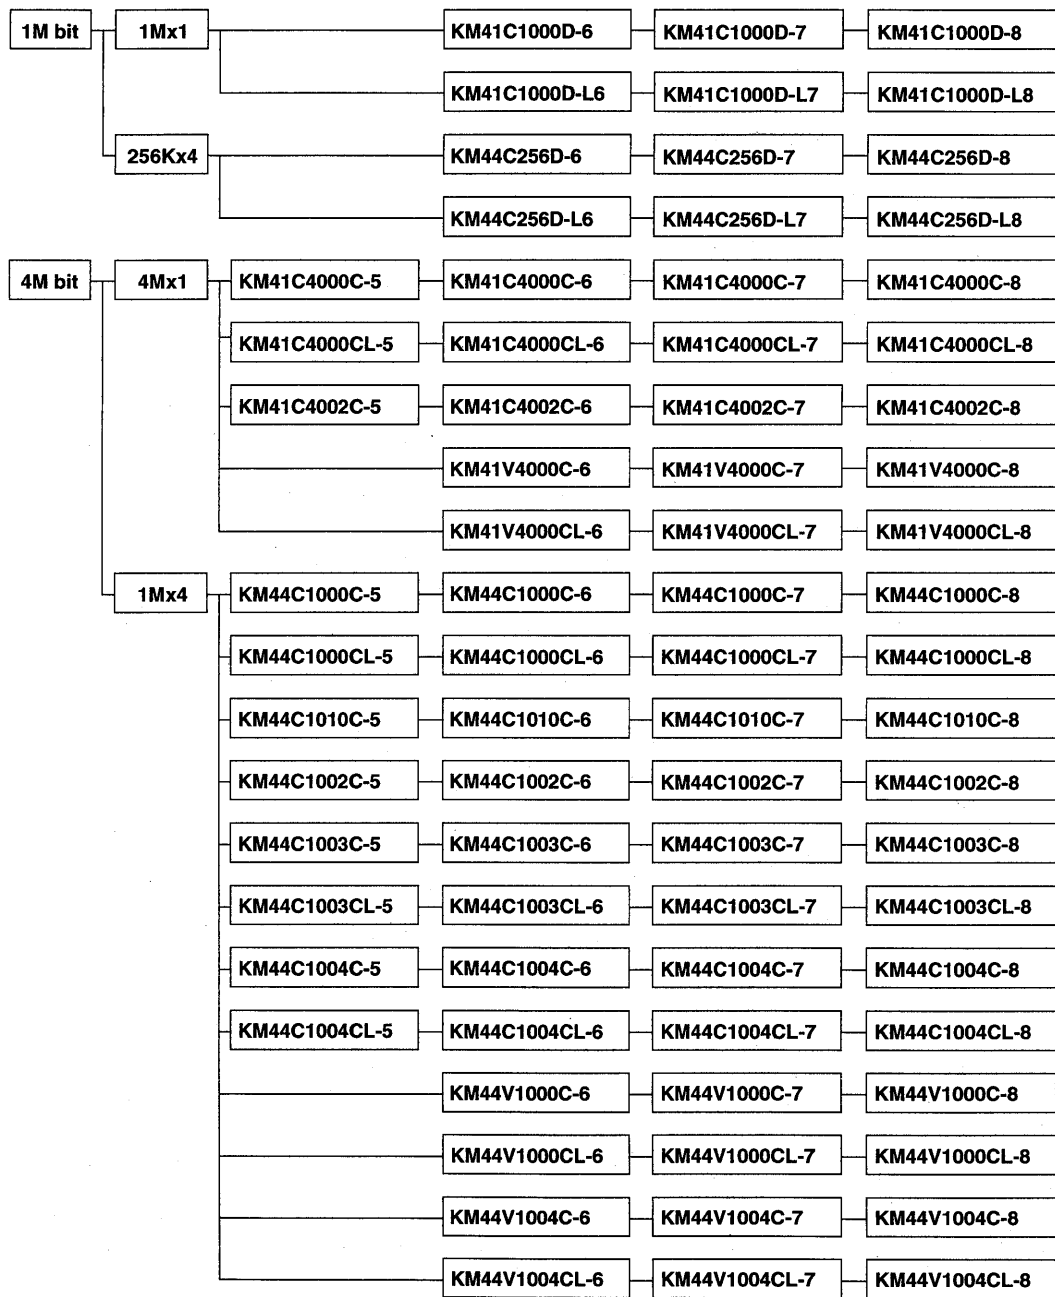 1M bit 1Mx1 KM41C1000D-6 KM41C1000D-7 KM41C1000D-8
KM41C1000D-L6 KM41C1000D-L7 KM41C1000D-L8
256Kx4 KM44C256D-6 KM44C256D-7 KM44C256D-8
KM44C256D-L6 KM44C256D-L7 KM44C256D-L8
4M bit 4Mx1 KM41C4000C-5 KM41C4000C-6 KM41C4000C-7 KM41C4000C-8
KM41C4000CL-5 KM41C4000CL-6 KM41C4000CL-7 KM41C4000CL-8
KM41C4002C-5 KM41C4002C-6 KM41C4002C-7 KM41C4002C-8
KM41V4000C-6 KM41V4000C-7 KM41V4000C-8
KM41V4000CL-6 KM41V4000CL-7 KM41V4000CL-8
1Mx4 KM44C1000C-5 KM44C1000C-6 KM44C1000C-7 KM44C1000C-8
KM44C1000CL-5 KM44C1000CL-6 KM44C1000CL-7 KM44C1000CL-8
KM44C1010C-5 KM44C1010C-6 KM44C1010C-7 KM44C1010C-8
KM44C1002C-5 KM44C1002C-6 KM44C1002C-7 KM44C1002C-8
KM44C1003C-5 KM44C1003C-6 KM44C1003C-7 KM44C1003C-8
KM44C1003CL-5 KM44C1003CL-6 KM44C1003CL-7 KM44C1003CL-8
KM44C1004C-5 KM44C1004C-6 KM44C1004C-7 KM44C1004C-8
KM44C1004CL-5 KM44C1004CL-6 KM44C1004CL-7 KM44C1004CL-8
KM44V1000C-6 KM44V1000C-7 KM44V1000C-8
KM44V1000CL-6 KM44V1000CL-7 KM44V1000CL-8
KM44V1004C-6 KM44V1004C-7 KM44V1004C-8
KM44V1004CL-6 KM44V1004CL-7 KM44V1004CL-8